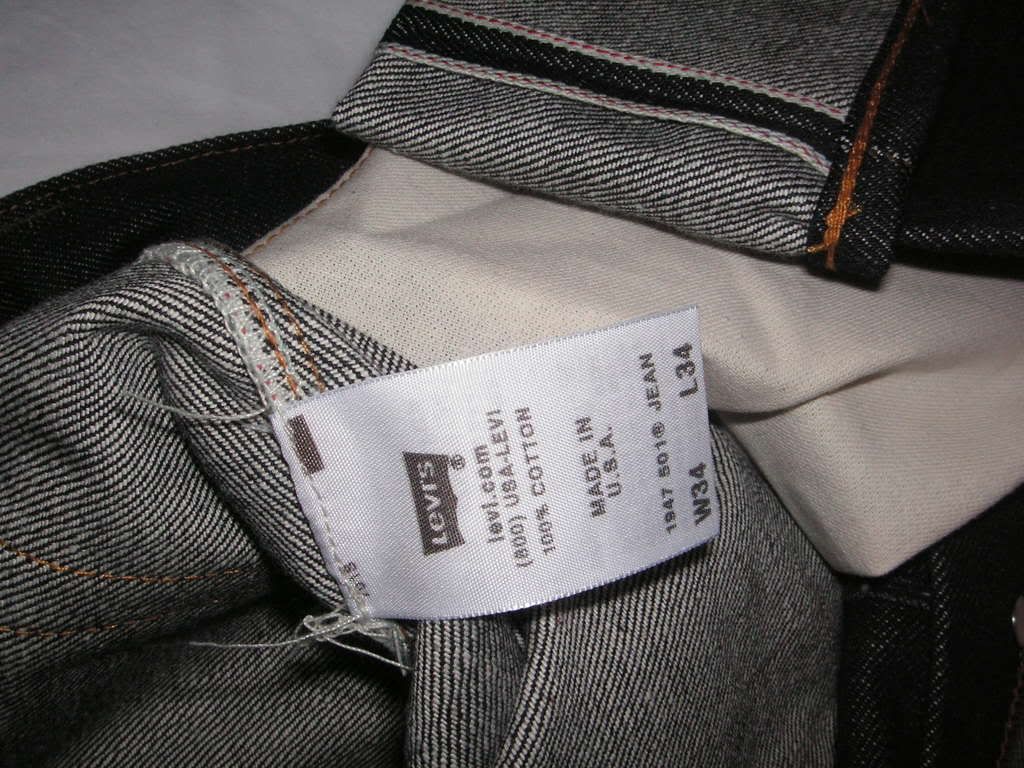 LEVI'S®
levi.com
(800) USA-LEVI
100% COTTON
MADE IN
U.S.A.
1947 501® JEAN
W34 L34